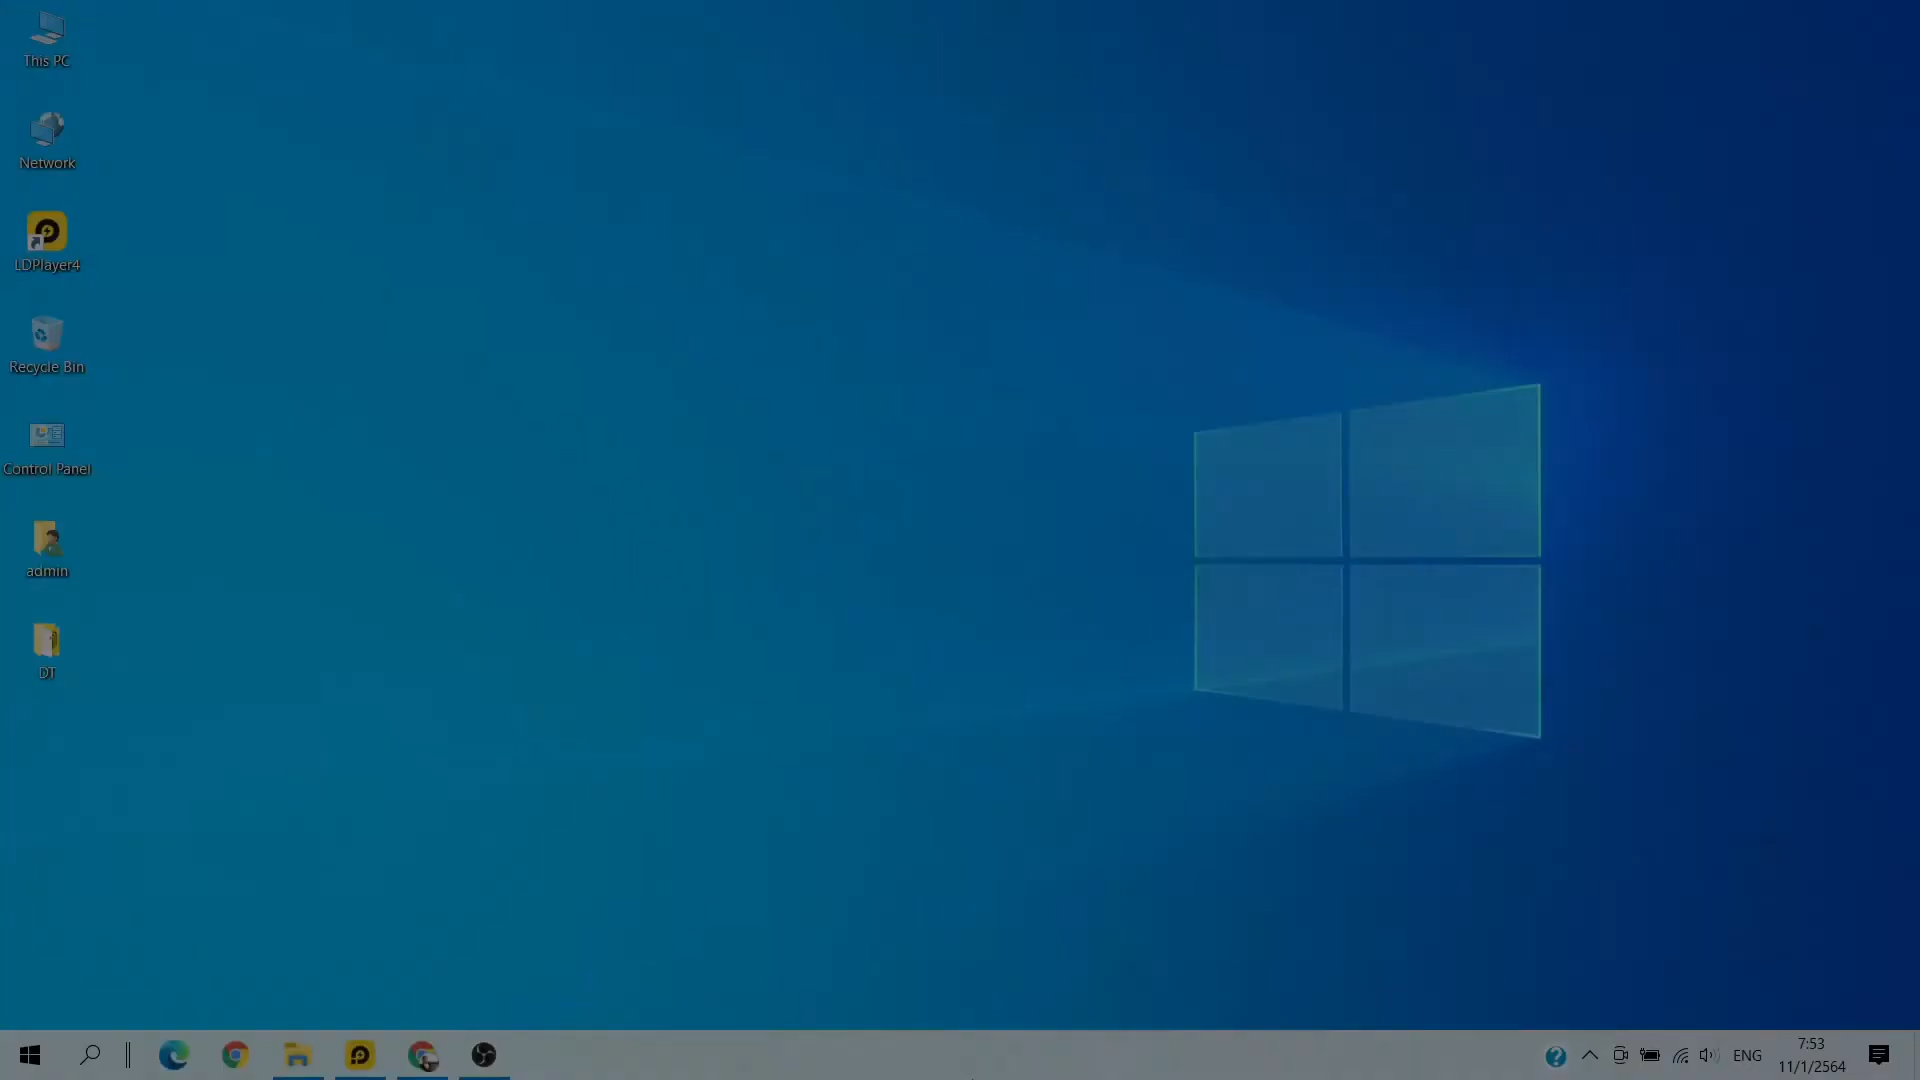 This PC
Network
LDPlayer4
Recycle Bin
Control Panel
admin
DT
ENG
7:53
11/1/2564